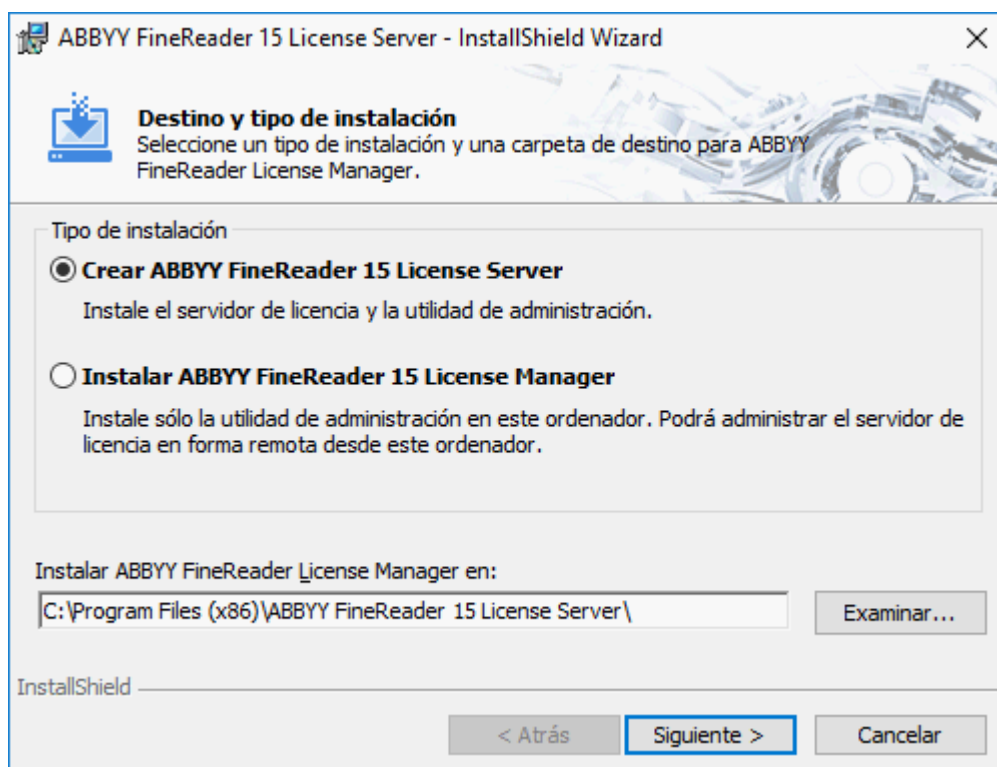 ABBYY FineReader 15 License Server - InstallShield Wizard
Destino y tipo de instalación
Seleccione un tipo de instalación y una carpeta de destino para ABBYY
FineReader License Manager.
Tipo de instalación
Crear ABBYY FineReader 15 License Server
Instale el servidor de licencia y la utilidad de administración.
Instalar ABBYY FineReader 15 License Manager
Instale sólo la utilidad de administración en este ordenador. Podrá administrar el servidor de
licencia en forma remota desde este ordenador.
Instalar ABBYY FineReader License Manager en:
C:\Program Files (x86)\ABBYY FineReader 15 License Server\
Examinar...
InstallShield
< Atrás
Siguiente >
Cancelar